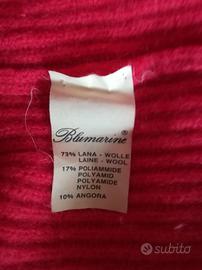 Blumarine®
73% LANA - WOLLE
LAINE - WOOL
17% POLIAMMIDE
POLYAMID
POLYAMIDE
NYLON
10% ANGORA
subito